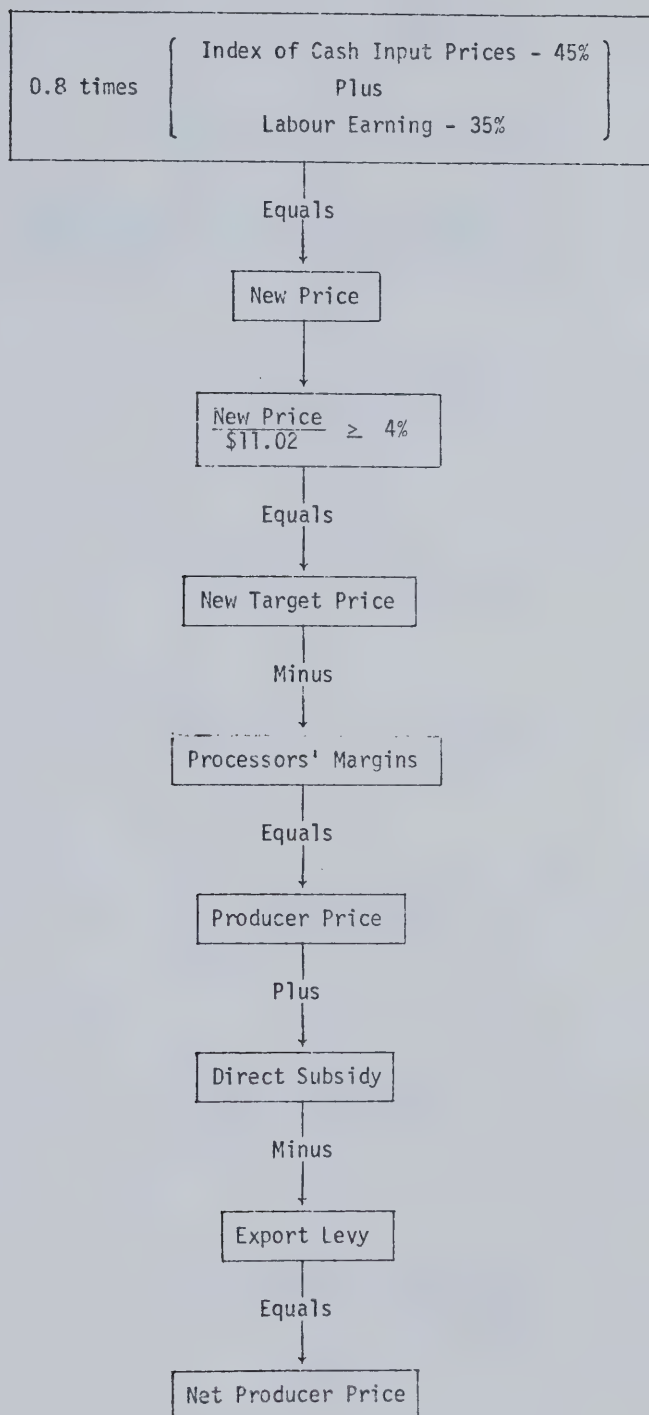 Index of Cash Input Prices - 45%
0.8 times
Plus
Labour Earning - 35%
Equals
New Price
New Price
$11.02
≥ 4%
Equals
New Target Price
Minus
Processors' Margins
Equals
Producer Price
Plus
Direct Subsidy
Minus
Export Levy
Equals
Net Producer Price